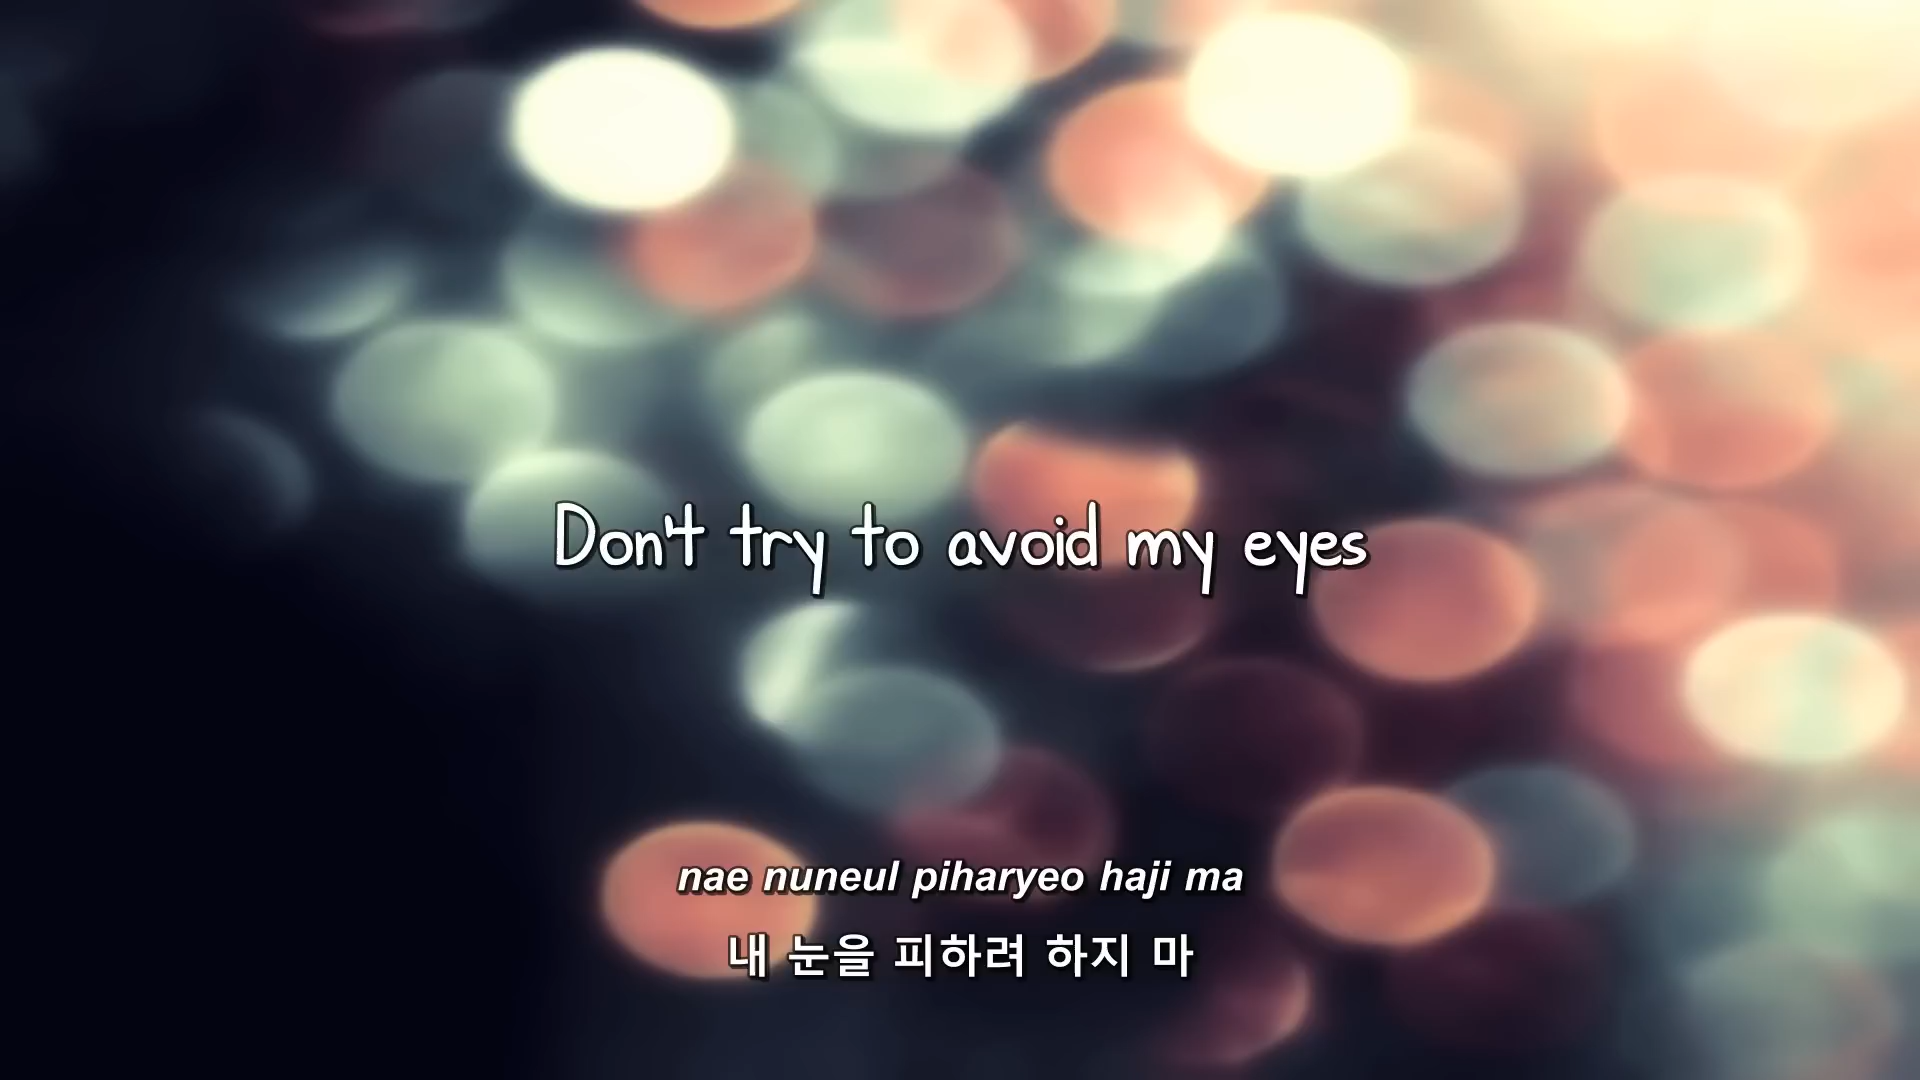 Don't try to avoid my eyes
nae nuneul piharyeo haji ma
내 눈을 피하려 하지 마